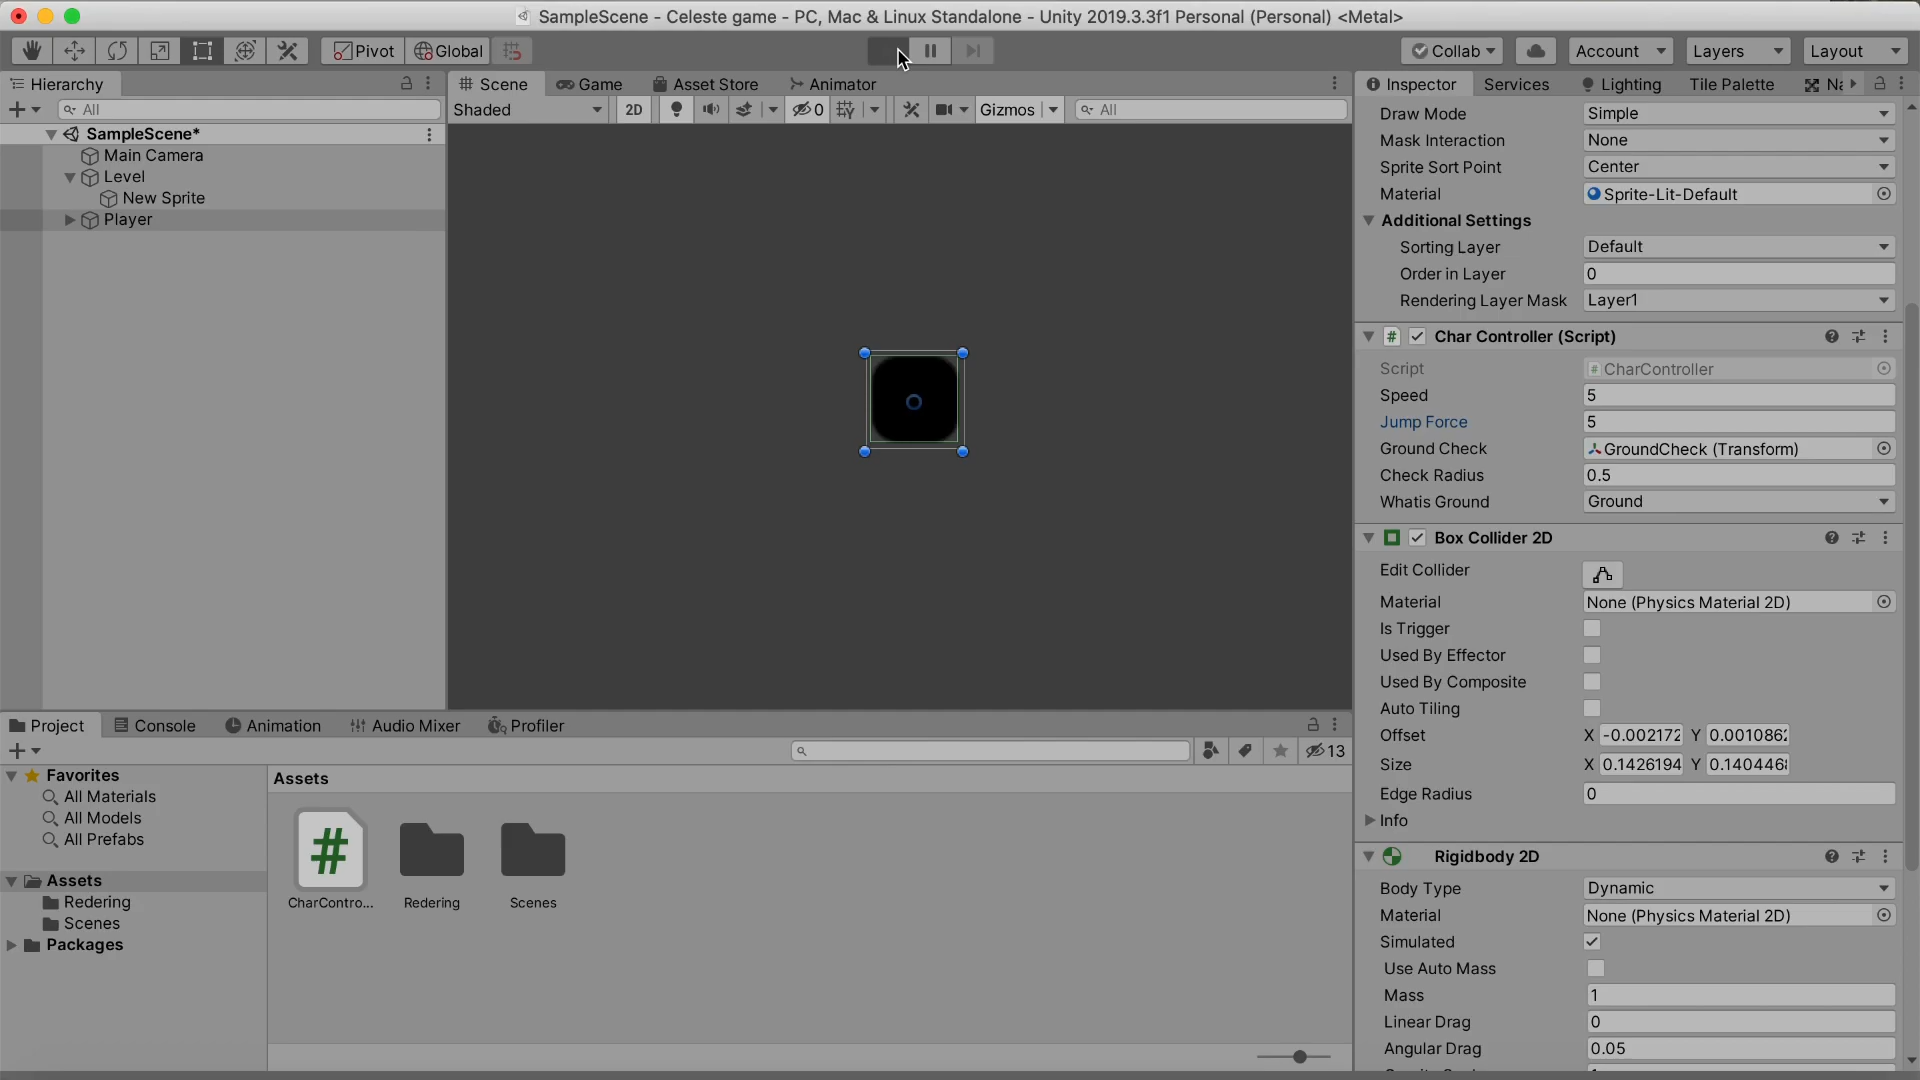 SampleScene - Celeste game - PC, Mac & Linux Standalone - Unity 2019.3.3f1 Personal (Personal) <Metal>
Pivot Global Collab Account Layers Layout
Hierarchy
All
SampleScene*
Main Camera
Level
New Sprite
Player
Scene Game Asset Store Animator
Shaded 2D 0 Gizmos All
Inspector Services Lighting Tile Palette Na
Draw Mode Simple
Mask Interaction None
Sprite Sort Point Center
Material Sprite-Lit-Default
Additional Settings
Sorting Layer Default
Order in Layer 0
Rendering Layer Mask Layer1
# Char Controller (Script)
Script # CharController
Speed 5
Jump Force 5
Ground Check GroundCheck (Transform)
Check Radius 0.5
Whatis Ground Ground
Box Collider 2D
Edit Collider
Material None (Physics Material 2D)
Is Trigger
Used By Effector
Used By Composite
Auto Tiling
Offset X -0.002172 Y 0.001086
Size X 0.1426194 Y 0.140446
Edge Radius 0
Info
Rigidbody 2D
Body Type Dynamic
Material None (Physics Material 2D)
Simulated
Use Auto Mass
Mass 1
Linear Drag 0
Angular Drag 0.05
Project Console Animation Audio Mixer Profiler
13
Favorites
All Materials
All Models
All Prefabs
Assets
Redering
Scenes
Packages
Assets
#
CharContro... Redering Scenes